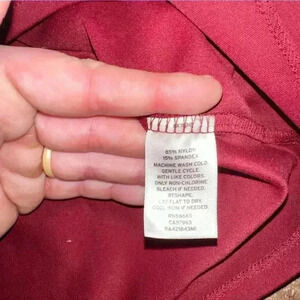 85% NYLON
15% SPANDEX
MACHINE WASH COLD
GENTLE CYCLE
WITH LIKE COLORS.
ONLY NON-CHLORINE
BLEACH IF NEEDED.
RESHAPE.
LAY FLAT TO DRY.
COOL IRON IF NEEDED.